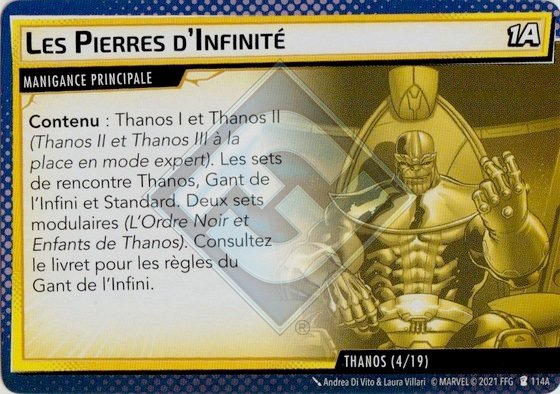 Les Pierres d'Infinité
1A
Manigance principale
Contenu : Thanos I et Thanos II
(Thanos II et Thanos III à la
place en mode expert). Les sets
de rencontre Thanos, Gant de
l'Infini et Standard. Deux sets
modulaires (L'Ordre Noir et
Enfants de Thanos). Consultez
le livret pour les règles du
Gant de l'Infini.
®
Thanos (4/19)
Andrea Di Vito & Laura Villari © MARVEL © 2021 FFG 114A